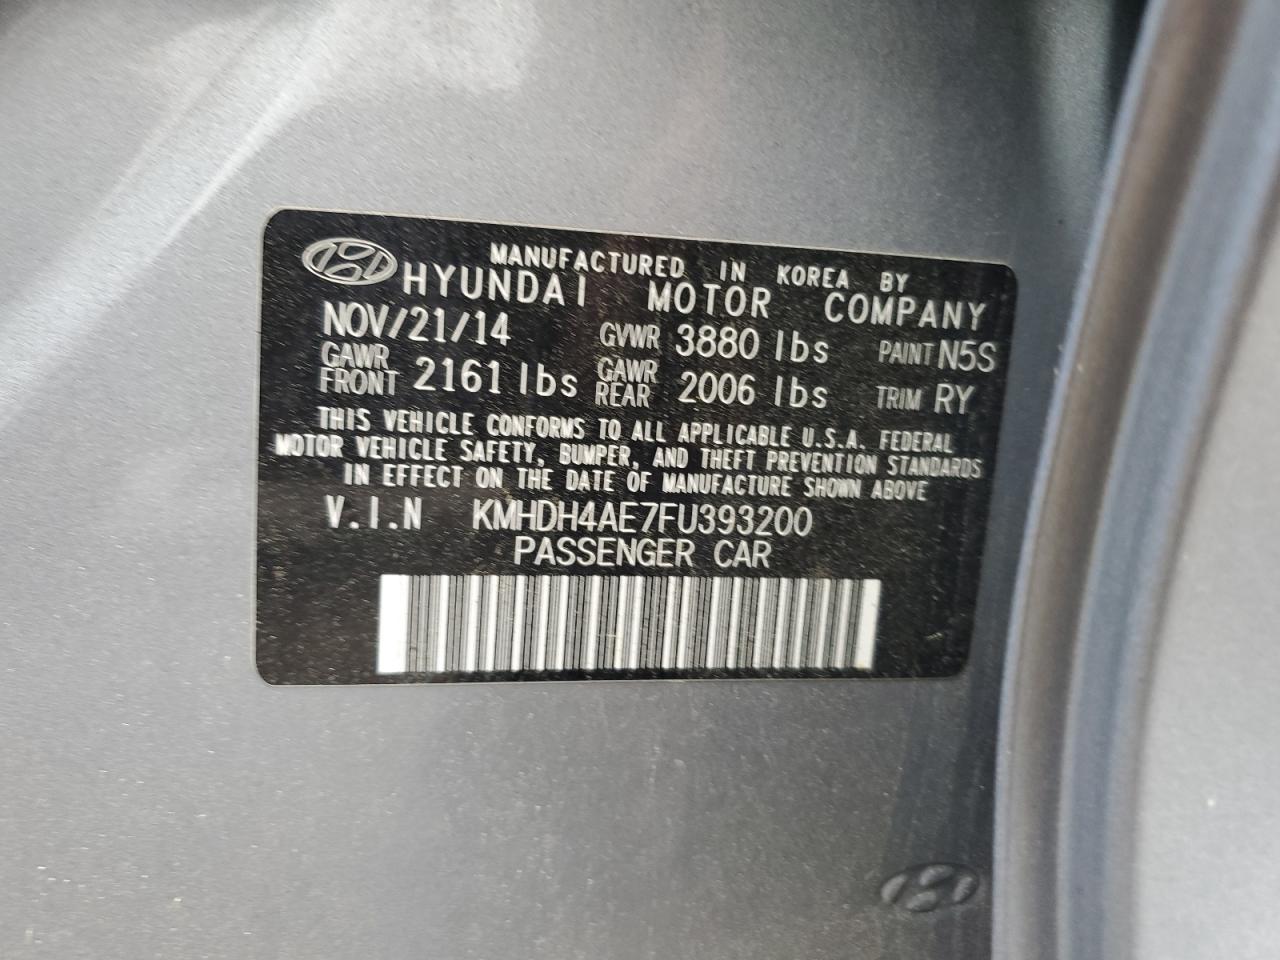 MANUFACTURED IN KOREA BY
HYUNDAI MOTOR COMPANY
NOV/21/14 GVWR 3880 lbs PAINT N5S
GAWR FRONT 2161 lbs GAWR REAR 2006 lbs TRIM RY
THIS VEHICLE CONFORMS TO ALL APPLICABLE U.S.A. FEDERAL
MOTOR VEHICLE SAFETY, BUMPER, AND THEFT PREVENTION STANDARDS
IN EFFECT ON THE DATE OF MANUFACTURE SHOWN ABOVE
V.I.N KMHDH4AE7FU393200
PASSENGER CAR